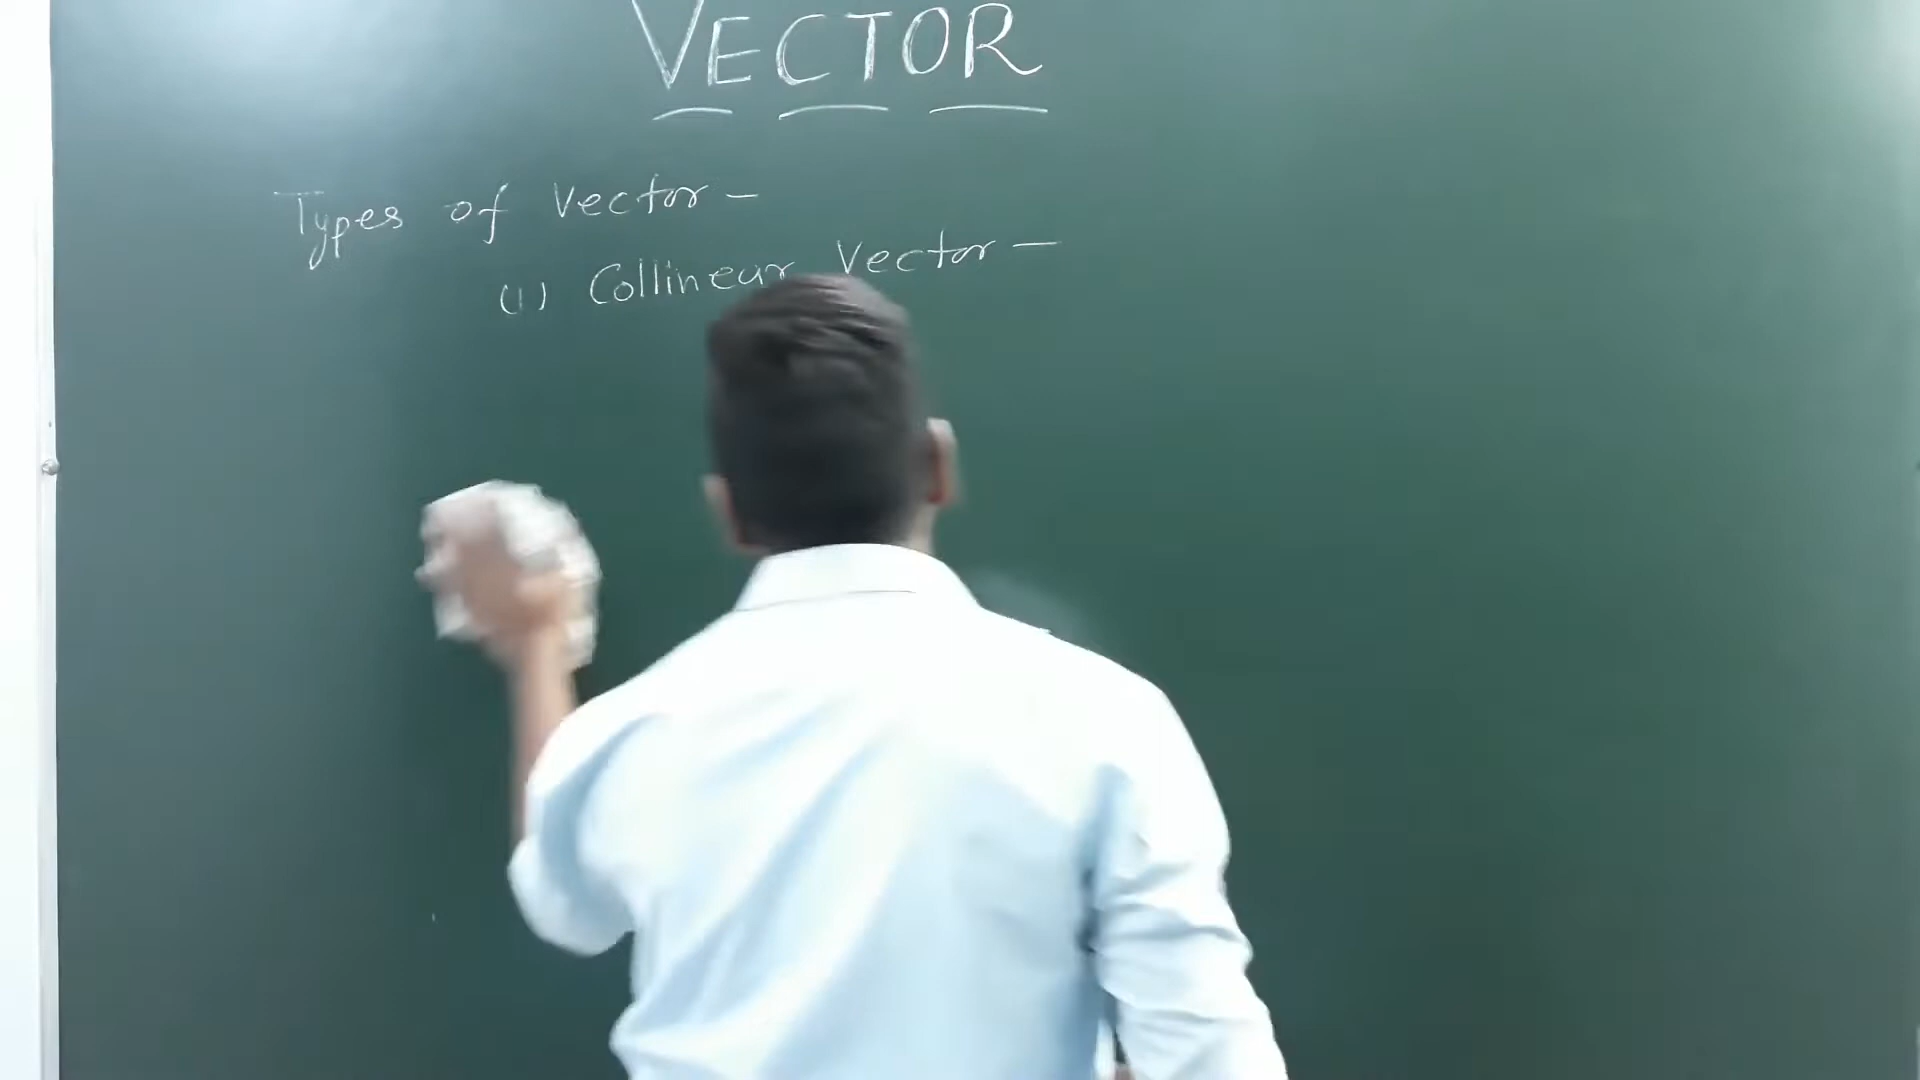 VECTOR
Types of Vector -
(1) Collinear Vector -